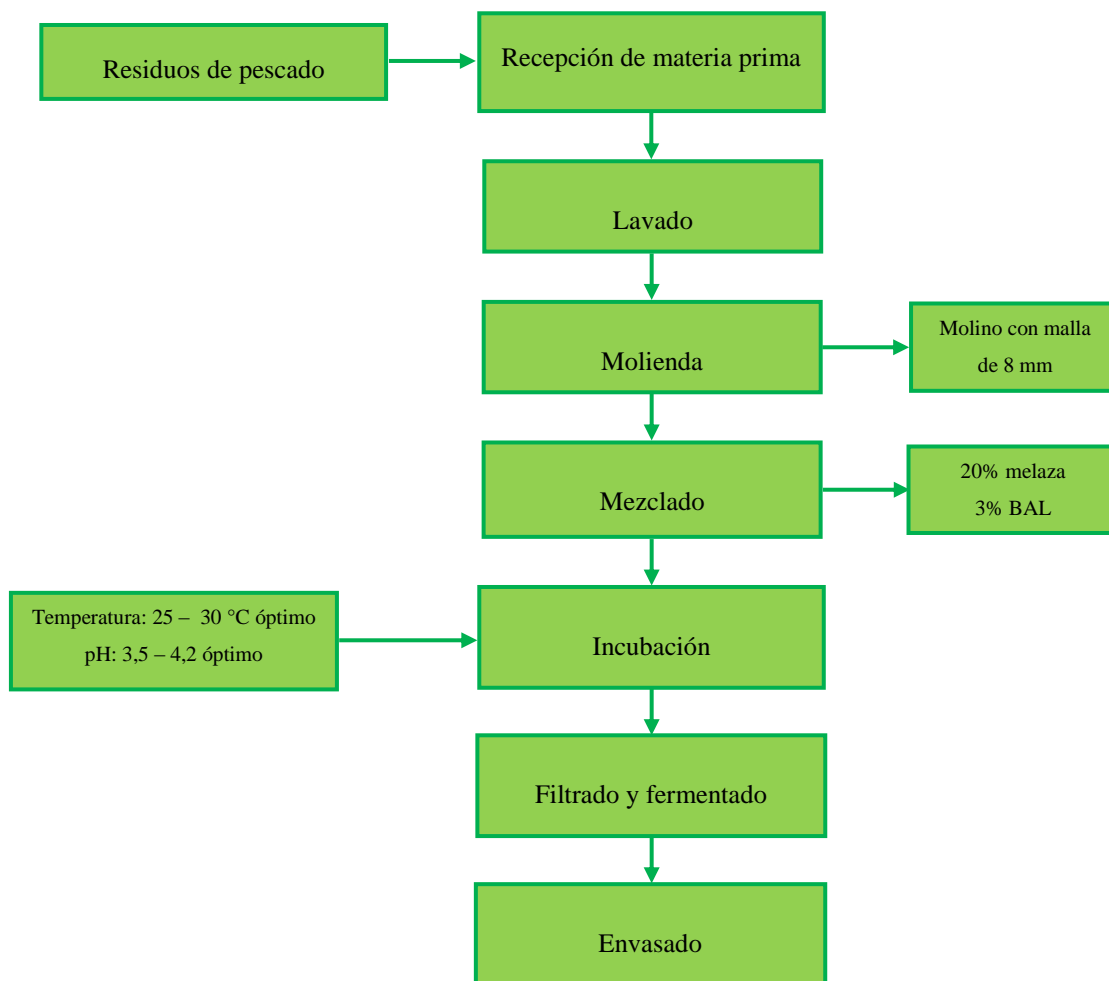 Residuos de pescado
Recepción de materia prima
Lavado
Molienda
Molino con malla
de 8 mm
Mezclado
20% melaza
3% BAL
Temperatura: 25 – 30 °C óptimo
pH: 3,5 – 4,2 óptimo
Incubación
Filtrado y fermentado
Envasado